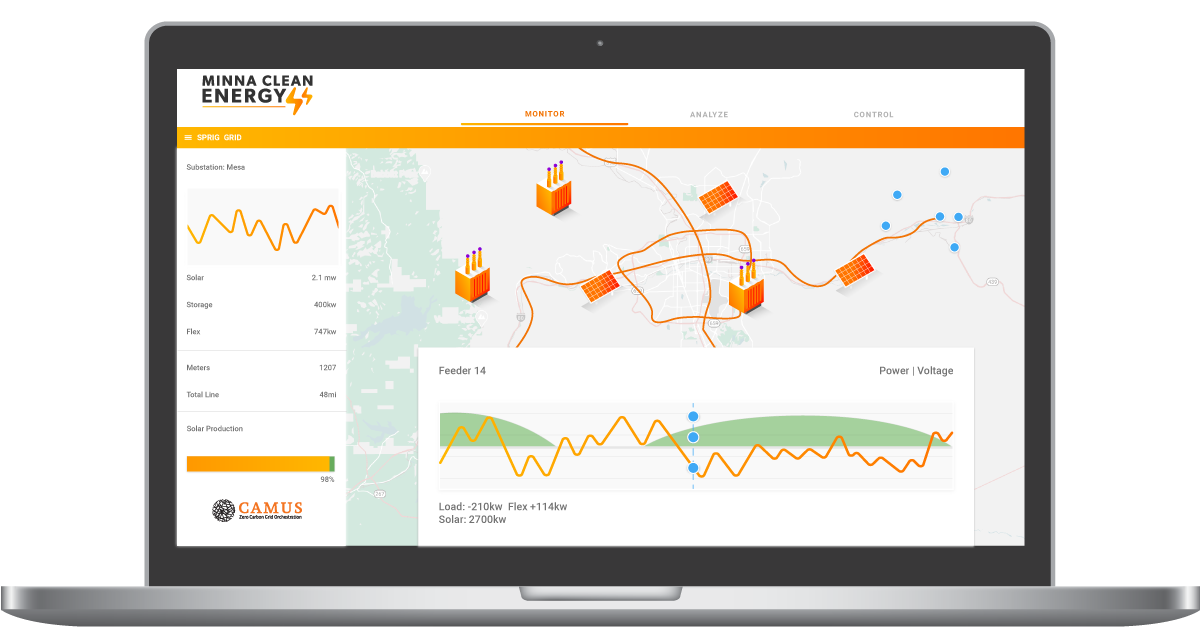 MINNA CLEAN
ENERGY
MONITOR
ANALYZE
CONTROL
SPRIG GRID
Substation: Mesa
Solar 2.1 mw
Storage 400kw
Flex 747kw
Meters 1207
Total Line 48mi
Solar Production
98%
CAMUS
Zero Carbon Grid Orchestration
Feeder 14
Power | Voltage
Load: -210kw Flex +114kw
Solar: 2700kw
267